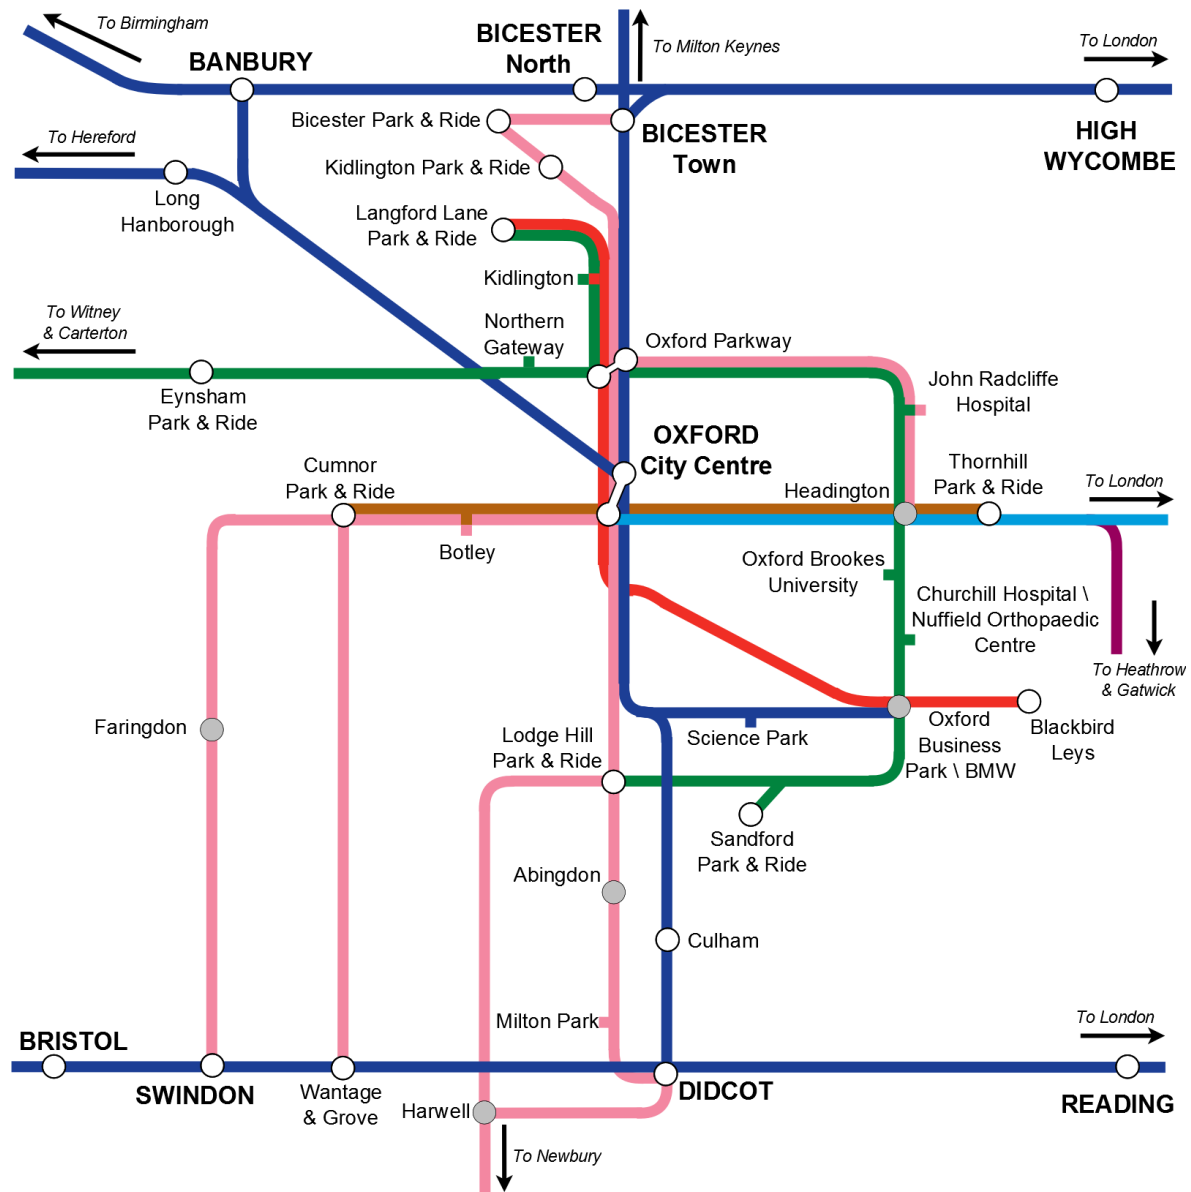 To Birmingham
BICESTER
North
To Milton Keynes
To London
BANBURY
Bicester Park & Ride
BICESTER
Town
HIGH
WYCOMBE
To Hereford
Kidlington Park & Ride
Long
Hanborough
Langford Lane
Park & Ride
Kidlington
To Witney
& Carterton
Northern
Gateway
Oxford Parkway
Eynsham
Park & Ride
John Radcliffe
Hospital
OXFORD
City Centre
Cumnor
Park & Ride
Headington
Thornhill
Park & Ride
To London
Botley
Oxford Brookes
University
Churchill Hospital \
Nuffield Orthopaedic
Centre
To Heathrow
& Gatwick
Faringdon
Lodge Hill
Park & Ride
Science Park
Oxford
Business
Park \ BMW
Blackbird
Leys
Sandford
Park & Ride
Abingdon
Culham
Milton Park
To London
BRISTOL
SWINDON
Wantage
& Grove
Harwell
DIDCOT
READING
To Newbury